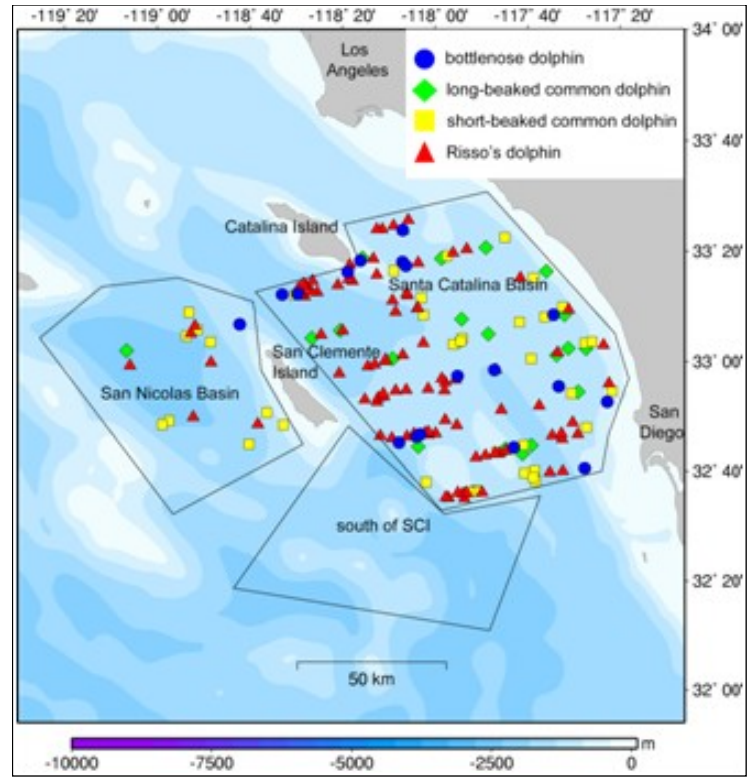 -119˚ 20' -119˚ 00' -118˚ 40' -118˚ 20' -118˚ 00' -117˚ 40' -117˚ 20'
34˚ 00'
Los
Angeles
bottlenose dolphin
long-beaked common dolphin
short-beaked common dolphin
Risso's dolphin
33˚ 40'
Catalina Island
33˚ 20'
Santa Catalina Basin
San Clemente
Island
33˚ 00'
San Nicolas Basin
San
Diego
32˚ 40'
south of SCI
32˚ 20'
50 km
32˚ 00'
m
-10000 -7500 -5000 -2500 0